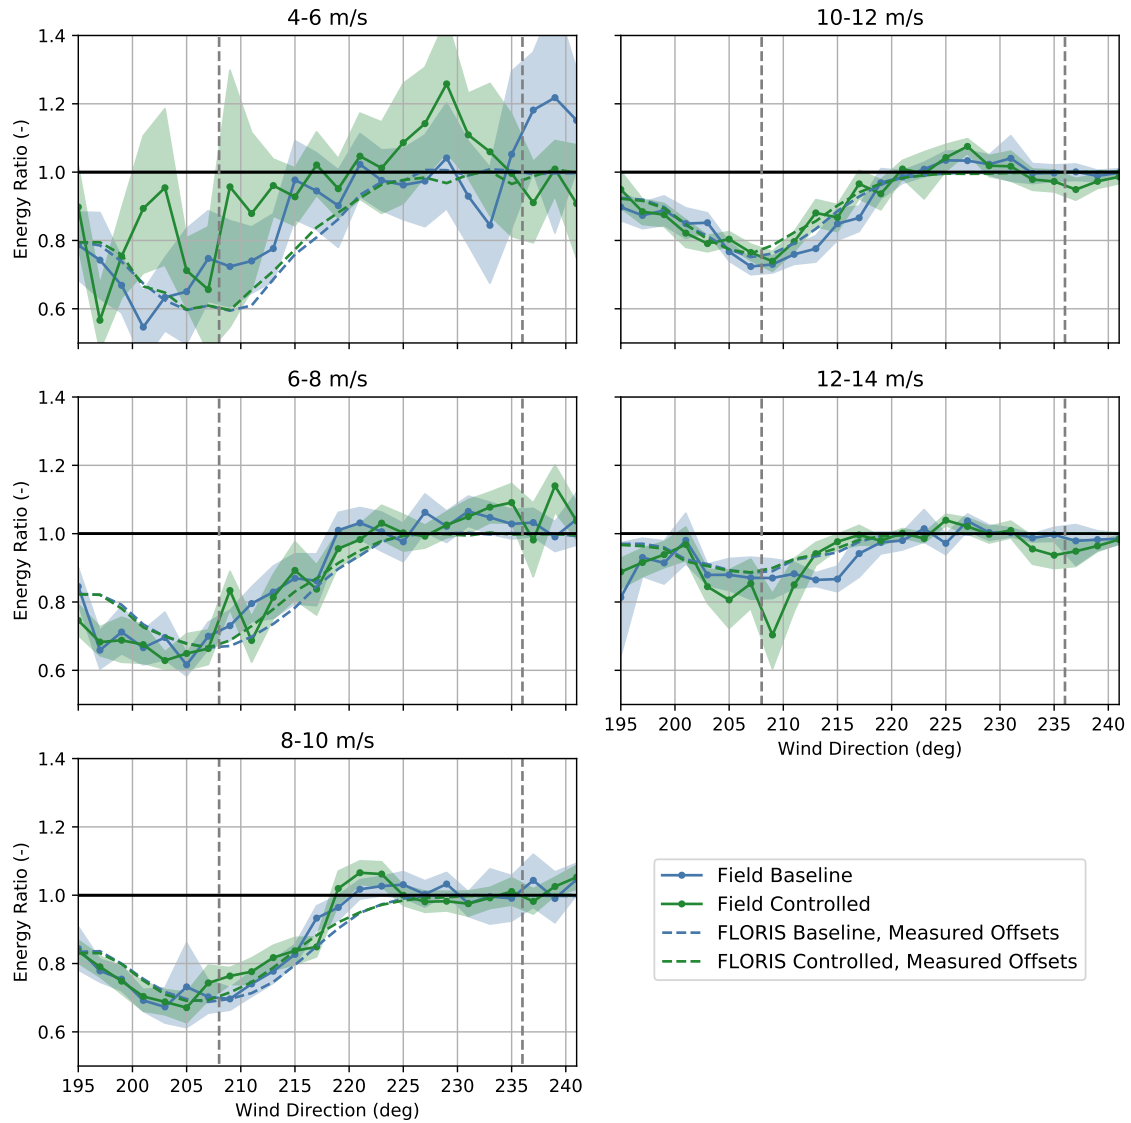 4-6 m/s
10-12 m/s
1.4
1.2
1.0
0.8
0.6
Energy Ratio (-)
6-8 m/s
12-14 m/s
1.4
1.2
1.0
0.8
0.6
Energy Ratio (-)
195 200 205 210 215 220 225 230 235 240
Wind Direction (deg)
8-10 m/s
1.4
1.2
1.0
0.8
0.6
Energy Ratio (-)
195 200 205 210 215 220 225 230 235 240
Wind Direction (deg)
Field Baseline
Field Controlled
FLORIS Baseline, Measured Offsets
FLORIS Controlled, Measured Offsets